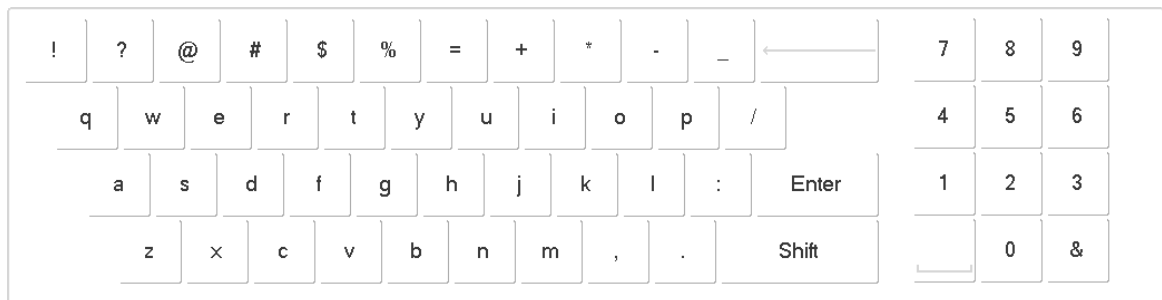 ! ? @ # $ % = + * - _ 7 8 9
q w e r t y u i o p / 4 5 6
a s d f g h j k l : Enter 1 2 3
z x c v b n m , . Shift 0 &